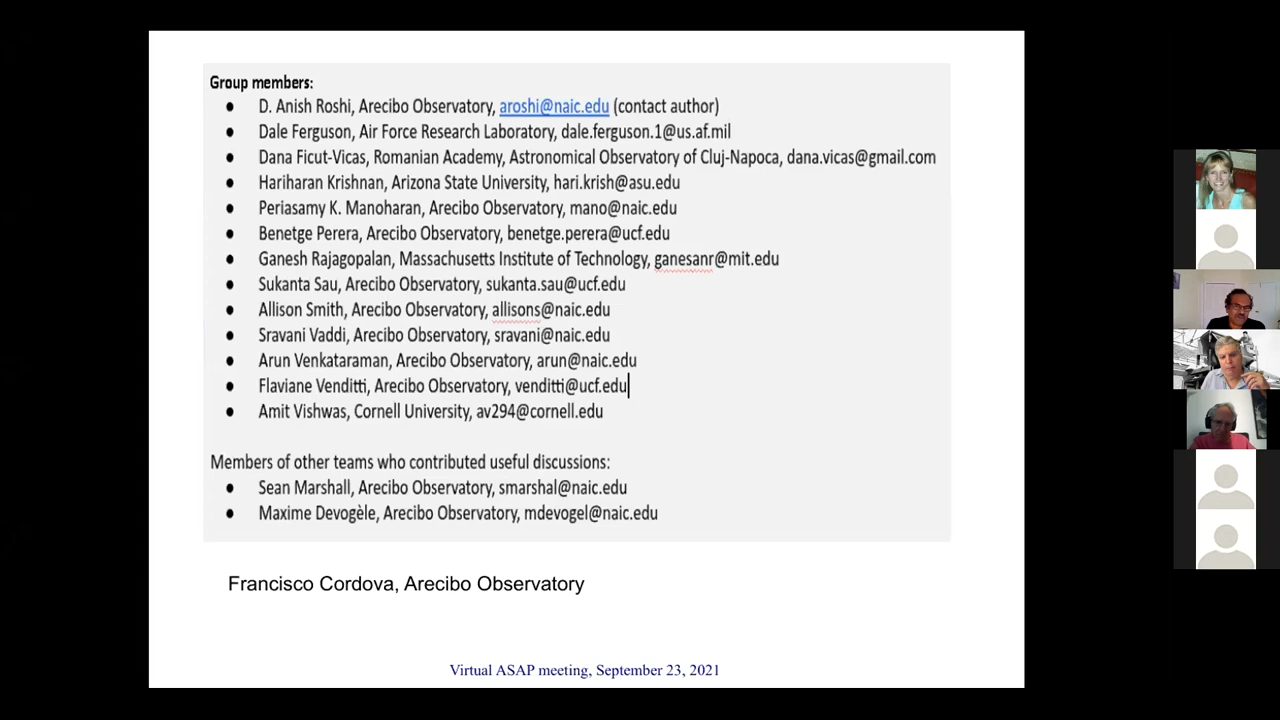 Group members:
● D. Anish Roshi, Arecibo Observatory, aroshi@naic.edu (contact author)
● Dale Ferguson, Air Force Research Laboratory, dale.ferguson.1@us.af.mil
● Dana Ficut-Vicas, Romanian Academy, Astronomical Observatory of Cluj-Napoca, dana.vicas@gmail.com
● Hariharan Krishnan, Arizona State University, hari.krish@asu.edu
● Periasamy K. Manoharan, Arecibo Observatory, mano@naic.edu
● Benetge Perera, Arecibo Observatory, benetge.perera@ucf.edu
● Ganesh Rajagopalan, Massachusetts Institute of Technology, ganesanr@mit.edu
● Sukanta Sau, Arecibo Observatory, sukanta.sau@ucf.edu
● Allison Smith, Arecibo Observatory, allisons@naic.edu
● Sravani Vaddi, Arecibo Observatory, sravani@naic.edu
● Arun Venkataraman, Arecibo Observatory, arun@naic.edu
● Flaviane Venditti, Arecibo Observatory, venditti@ucf.edu
● Amit Vishwas, Cornell University, av294@cornell.edu
Members of other teams who contributed useful discussions:
● Sean Marshall, Arecibo Observatory, smarshal@naic.edu
● Maxime Devogèle, Arecibo Observatory, mdevogel@naic.edu
Francisco Cordova, Arecibo Observatory
Virtual ASAP meeting, September 23, 2021